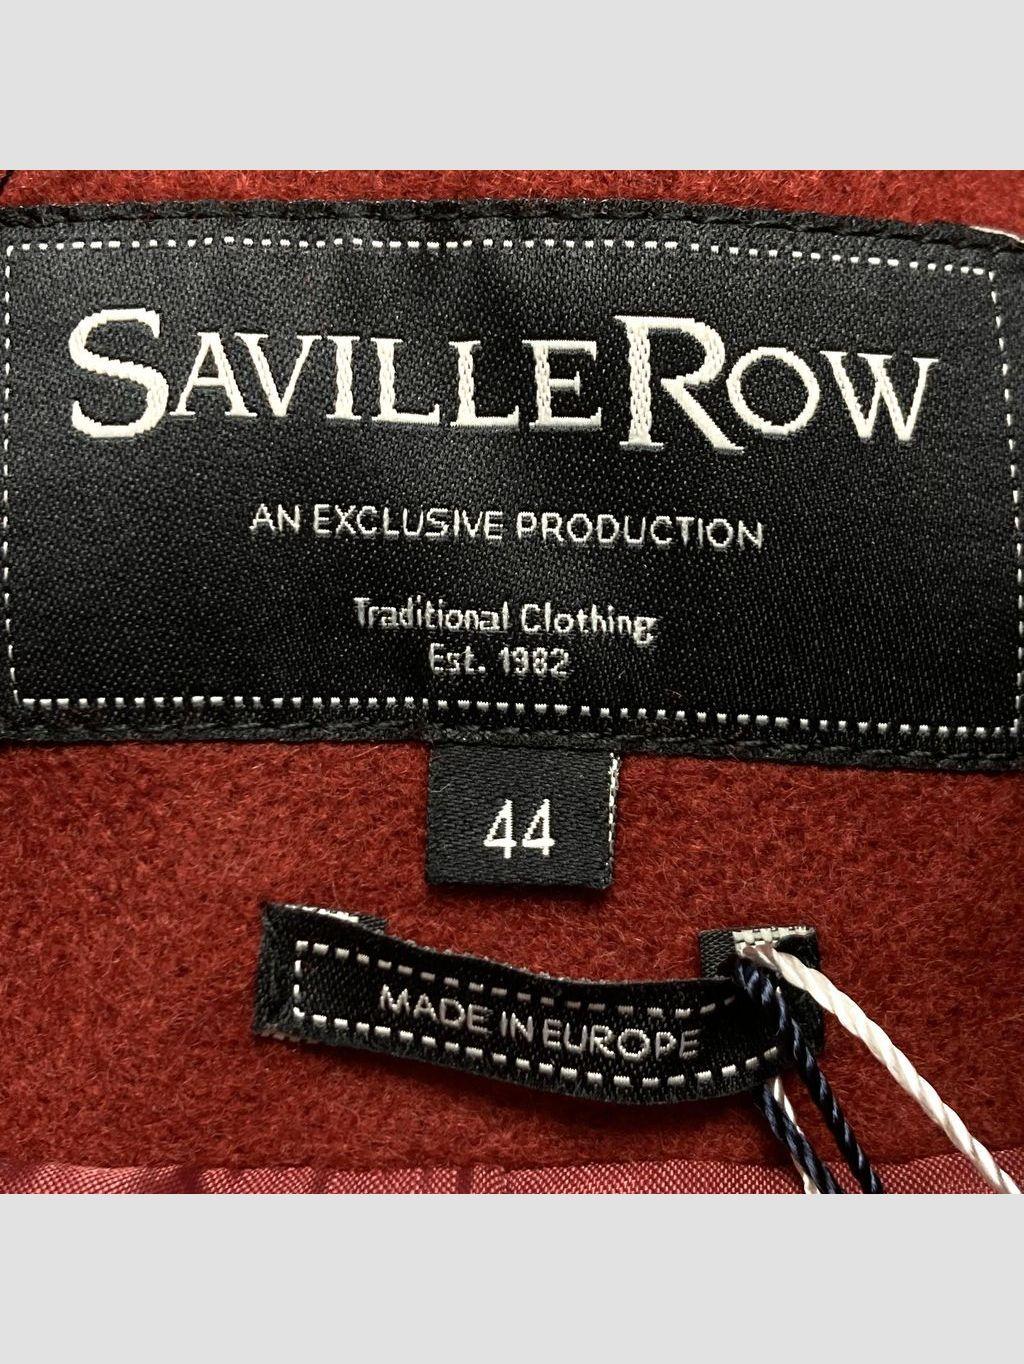 SAVILLE ROW
AN EXCLUSIVE PRODUCTION
Traditional Clothing
Est. 1982
44
MADE IN EUROPE